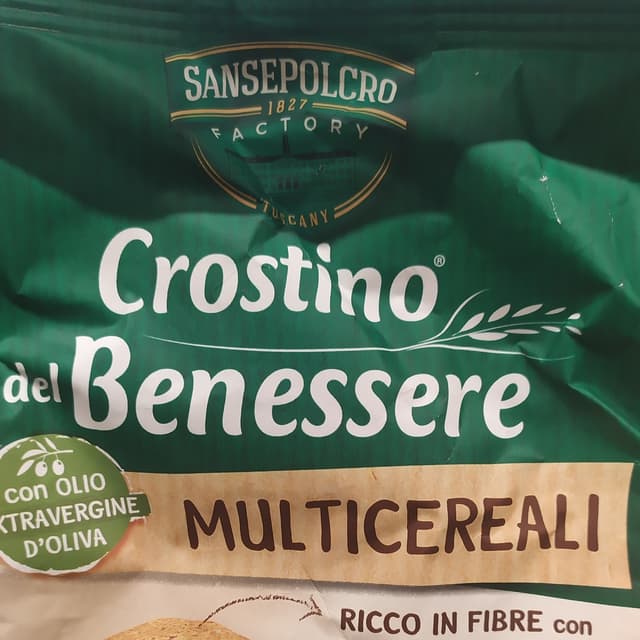 SANSEPOLCRO
1827
FACTORY
TUSCANY
Crostino®
del Benessere
con OLIO
XTRAVERGINE
D'OLIVA
MULTICEREALI
RICCO IN FIBRE con